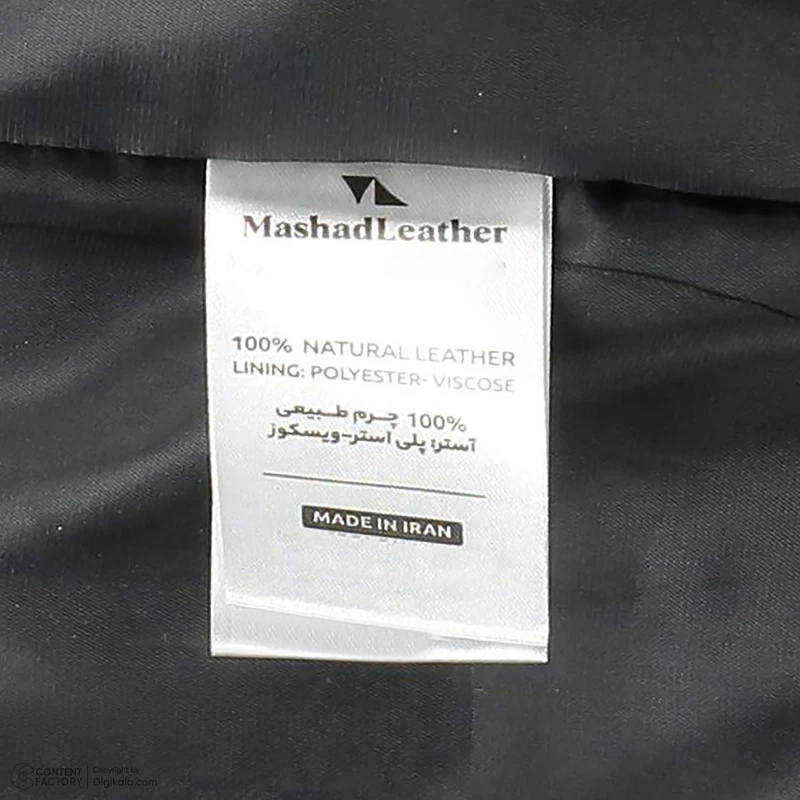 MashadLeather
100% NATURAL LEATHER
LINING: POLYESTER- VISCOSE
100% چرم طبیعی
آستر: پلی استر-ویسکوز
MADE IN IRAN
CONTENT FACTORY
Copyright by
Digikala.com